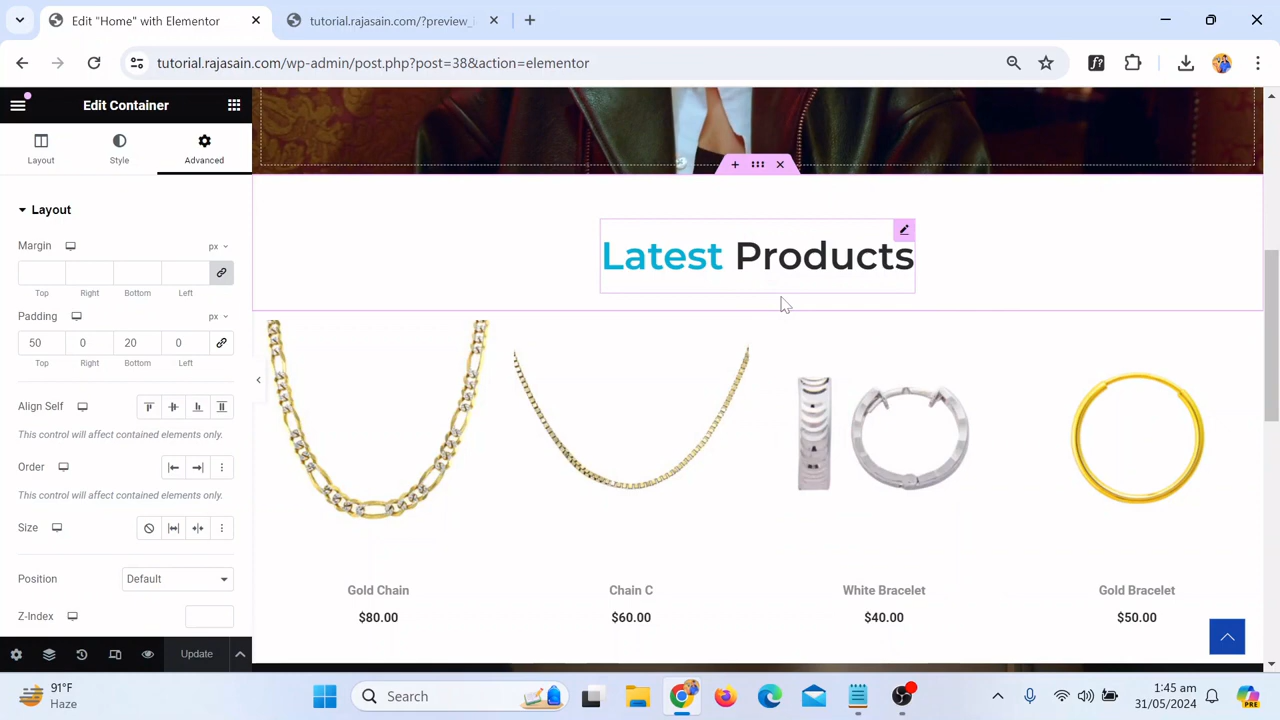 Edit “Home” with Elementor
tutorial.rajasain.com/?preview_
tutorial.rajasain.com/wp-admin/post.php?post=38&action=elementor
Edit Container
Layout
Style
Advanced
Layout
Margin
px
Top
Right
Bottom
Left
Padding
px
50
0
20
0
Top
Right
Bottom
Left
Align Self
This control will affect contained elements only.
Order
This control will affect contained elements only.
Size
Position
Default
Z-Index
Update
Latest Products
Gold Chain
Chain C
White Bracelet
Gold Bracelet
$80.00
$60.00
$40.00
$50.00
91°F
Haze
Search
1:45 am
31/05/2024
PRE